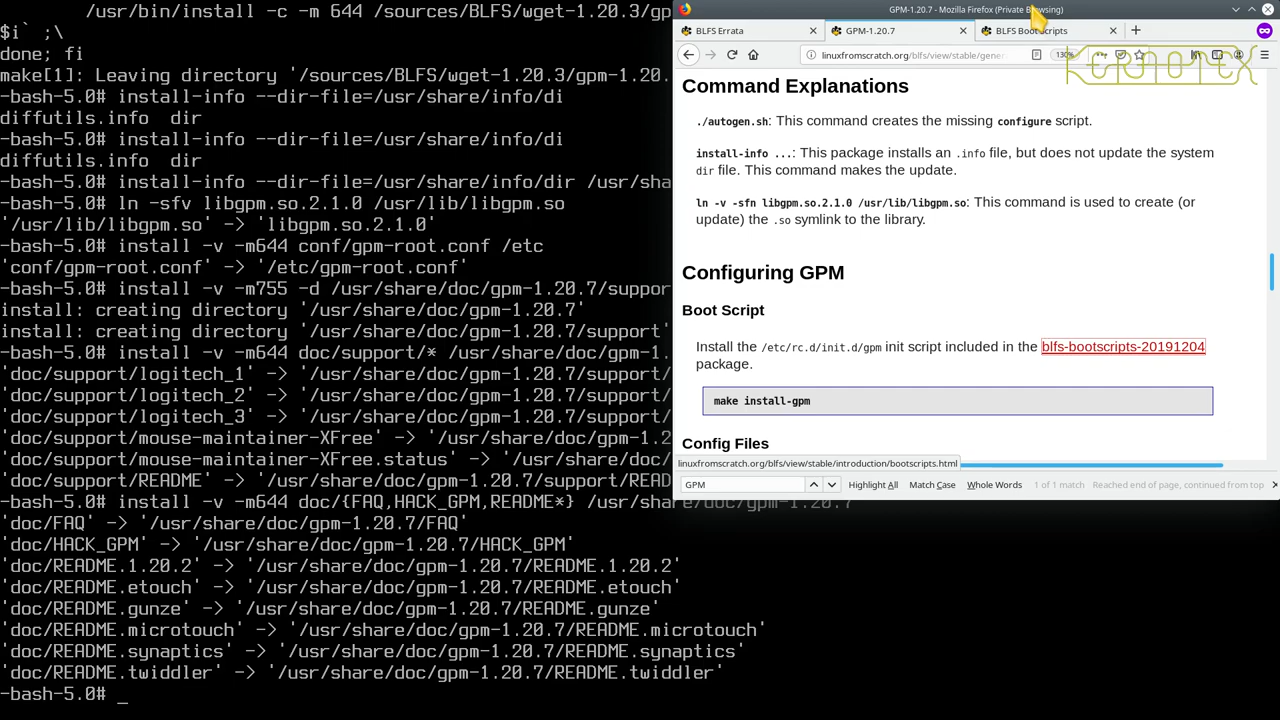 /usr/bin/install -c -m 644 /sources/BLFS/wget-1.20.3/gp
$i` ;\
done; fi
make[1]: Leaving directory '/sources/BLFS/wget-1.20.3/gpm-1.20.
-bash-5.0# install-info --dir-file=/usr/share/info/di
diffutils.info  dir
-bash-5.0# install-info --dir-file=/usr/share/info/di
diffutils.info  dir
-bash-5.0# install-info --dir-file=/usr/share/info/dir /usr/sha
-bash-5.0# ln -sfv libgpm.so.2.1.0 /usr/lib/libgpm.so
'/usr/lib/libgpm.so' -> 'libgpm.so.2.1.0'
-bash-5.0# install -v -m644 conf/gpm-root.conf /etc
'conf/gpm-root.conf' -> '/etc/gpm-root.conf'
-bash-5.0# install -v -m755 -d /usr/share/doc/gpm-1.20.7/suppor
install: creating directory '/usr/share/doc/gpm-1.20.7'
install: creating directory '/usr/share/doc/gpm-1.20.7/support'
-bash-5.0# install -v -m644 doc/support/* /usr/share/doc/gpm-1.
'doc/support/logitech_1' -> '/usr/share/doc/gpm-1.20.7/support/
'doc/support/logitech_2' -> '/usr/share/doc/gpm-1.20.7/support/
'doc/support/logitech_3' -> '/usr/share/doc/gpm-1.20.7/support/
'doc/support/mouse-maintainer-XFree' -> '/usr/share/doc/gpm-1.2
'doc/support/mouse-maintainer-XFree.status' -> '/usr/share/doc/
'doc/support/README' -> '/usr/share/doc/gpm-1.20.7/support/READ
-bash-5.0# install -v -m644 doc/{FAQ,HACK_GPM,README*} /usr/share/doc/gpm-1.20.7
'doc/FAQ' -> '/usr/share/doc/gpm-1.20.7/FAQ'
'doc/HACK_GPM' -> '/usr/share/doc/gpm-1.20.7/HACK_GPM'
'doc/README.1.20.2' -> '/usr/share/doc/gpm-1.20.7/README.1.20.2'
'doc/README.etouch' -> '/usr/share/doc/gpm-1.20.7/README.etouch'
'doc/README.gunze' -> '/usr/share/doc/gpm-1.20.7/README.gunze'
'doc/README.microtouch' -> '/usr/share/doc/gpm-1.20.7/README.microtouch'
'doc/README.synaptics' -> '/usr/share/doc/gpm-1.20.7/README.synaptics'
'doc/README.twiddler' -> '/usr/share/doc/gpm-1.20.7/README.twiddler'
-bash-5.0# _
GPM-1.20.7 - Mozilla Firefox (Private Browsing)
BLFS Errata
GPM-1.20.7
linuxfromscratch.org/blfs/view/stable/gener
130%
Command Explanations
./autogen.sh: This command creates the missing configure script.
install-info ...: This package installs an .info file, but does not update the system
dir file. This command makes the update.
ln -v -sfn libgpm.so.2.1.0 /usr/lib/libgpm.so: This command is used to create (or
update) the .so symlink to the library.
Configuring GPM
Boot Script
Install the /etc/rc.d/init.d/gpm init script included in the blfs-bootscripts-20191204
package.
make install-gpm
Config Files
linuxfromscratch.org/blfs/view/stable/introduction/bootscripts.html
GPM
Highlight All
Match Case
Whole Words
1 of 1 match
Reached end of page, continued from top